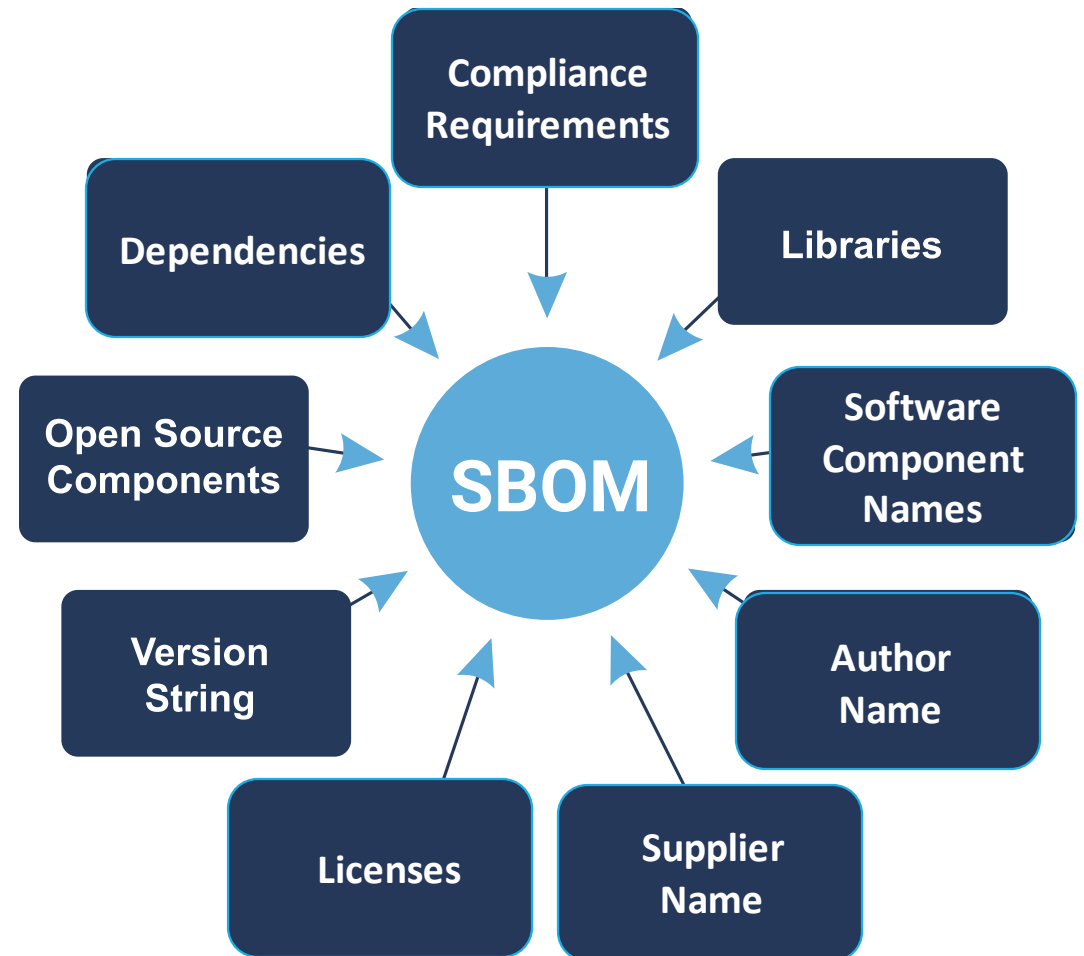 Compliance
Requirements
Dependencies
Libraries
Open Source
Components
SBOM
Software
Component
Names
Version
String
Author
Name
Licenses
Supplier
Name